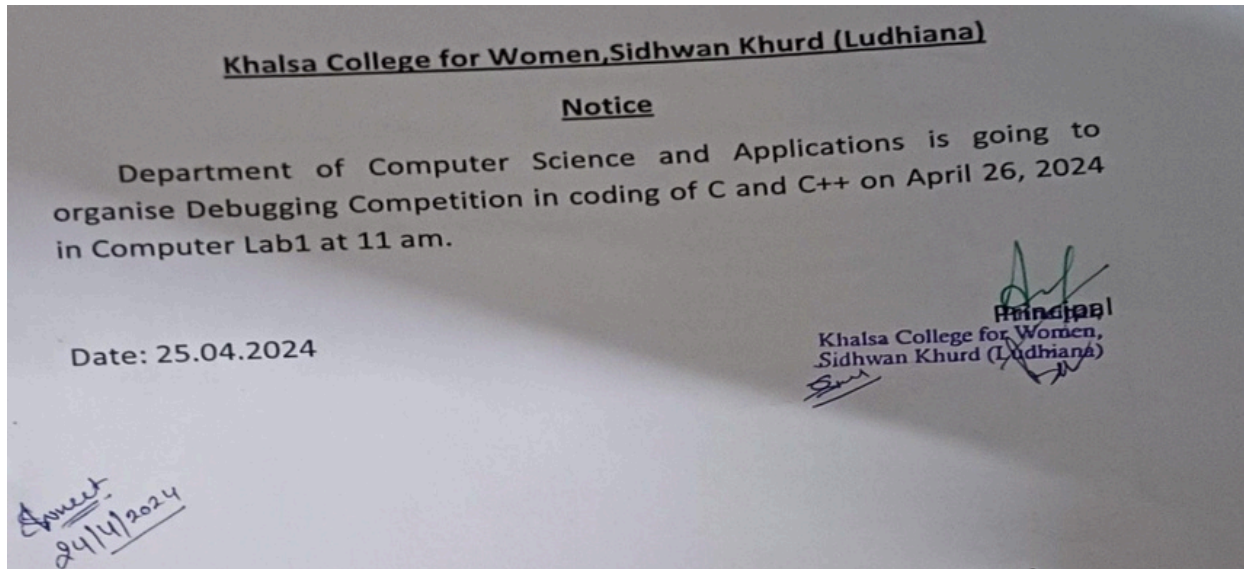 Khalsa College for Women,Sidhwan Khurd (Ludhiana)
Notice
Department of Computer Science and Applications is going to
organise Debugging Competition in coding of C and C++ on April 26, 2024
in Computer Lab1 at 11 am.
Principal
Khalsa College for Women,
Sidhwan Khurd (Ludhiana)
Date: 25.04.2024
24/4/2024